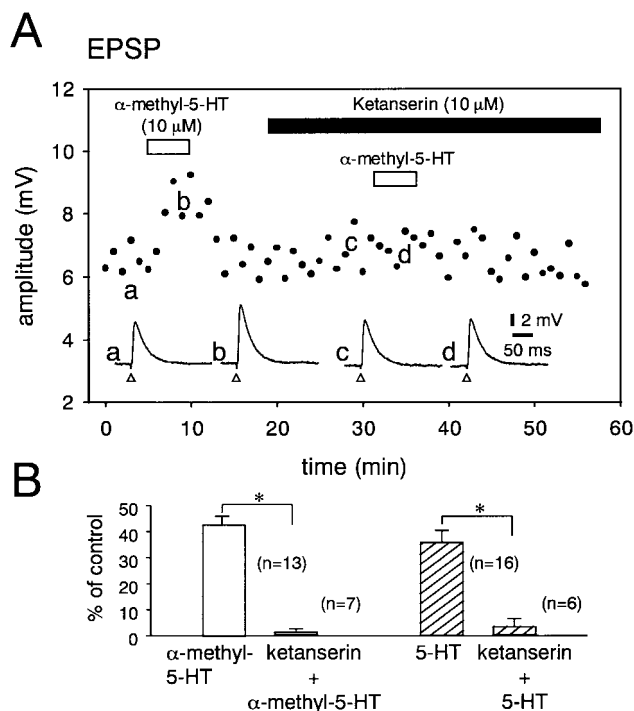 A
EPSP
α-methyl-5-HT
(10 μM)
Ketanserin (10 μM)
α-methyl-5-HT
amplitude (mV)
12
10
8
6
4
2
b
a
c
d
a
b
c
d
2 mV
50 ms
0
10
20
30
40
50
60
time (min)
B
% of control
50
40
30
20
10
0
*
*
(n=13)
(n=7)
(n=16)
(n=6)
α-methyl-
5-HT
ketanserin
+
α-methyl-5-HT
5-HT
ketanserin
+
5-HT